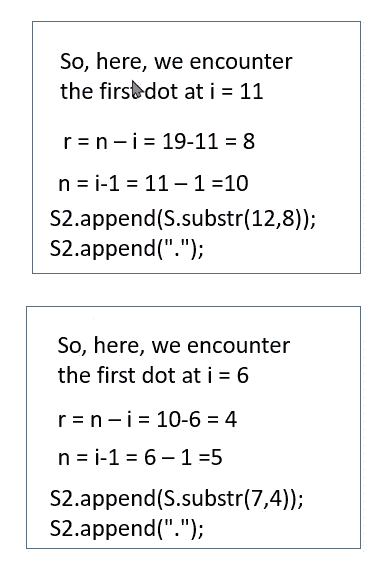 So, here, we encounter
the first dot at i = 11
r = n – i = 19-11 = 8
n = i-1 = 11 – 1 =10
S2.append(S.substr(12,8));
S2.append(".");
So, here, we encounter
the first dot at i = 6
r = n – i = 10-6 = 4
n = i-1 = 6 – 1 =5
S2.append(S.substr(7,4));
S2.append(".");